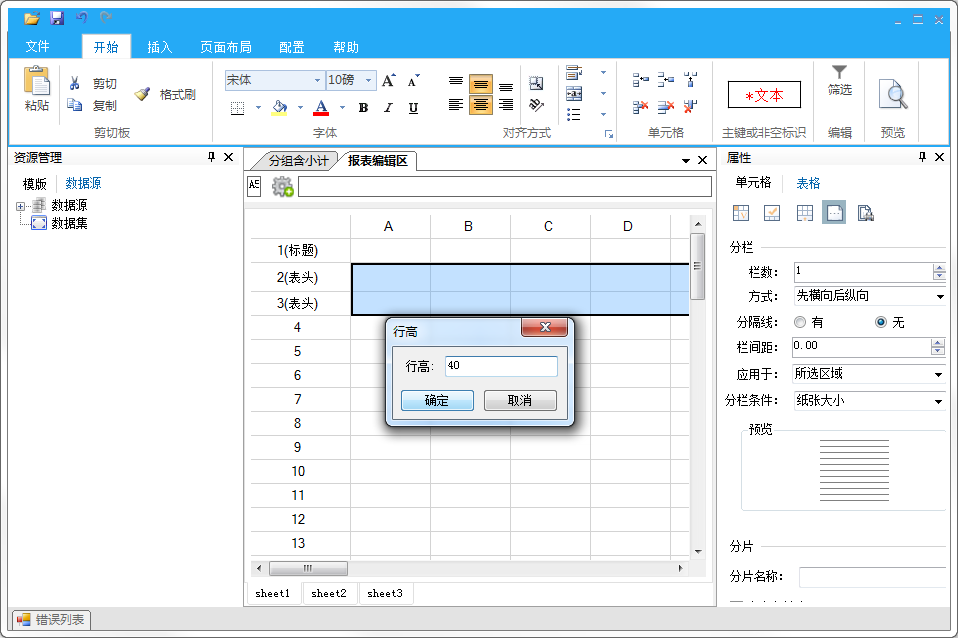 文件 开始 插入 页面布局 配置 帮助
粘贴 剪切 复制 格式刷 宋体 10磅 A A
B I U A
*文本 筛选
剪贴板 字体 对齐方式 单元格 主键或非空标识 编辑 预览
资源管理
模版 数据源
数据源
数据集
分组含小计 报表编辑区
A B C D
1(标题)
2(表头)
3(表头)
4
5
6
7
8
9
10
11
12
13
行高
行高: 40
确定 取消
sheet1 sheet2 sheet3
属性
单元格 表格
分栏
栏数: 1
方式: 先横向后纵向
分隔线: 有 无
栏间距: 0.00
应用于: 所选区域
分栏条件: 纸张大小
预览
分片
分片名称:
错误列表